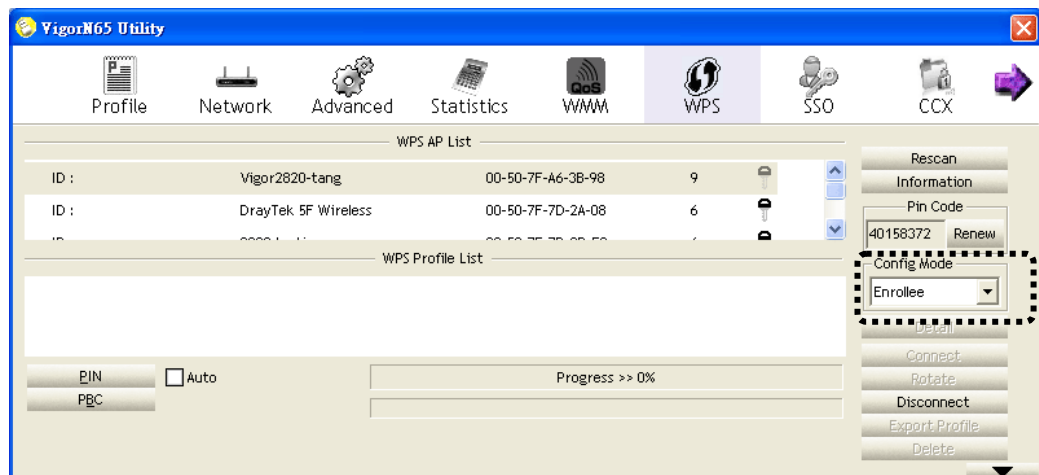 VigorN65 Utility
Profile Network Advanced Statistics QoS WMM WPS SSO CCX
WPS AP List
ID : Vigor2820-tang 00-50-7F-A6-3B-98 9
ID : DrayTek 5F Wireless 00-50-7F-7D-2A-08 6
WPS Profile List
PIN Auto Progress >> 0%
PBC
Rescan
Information
Pin Code
40158372 Renew
Config Mode
Enrollee
Detail
Connect
Rotate
Disconnect
Export Profile
Delete